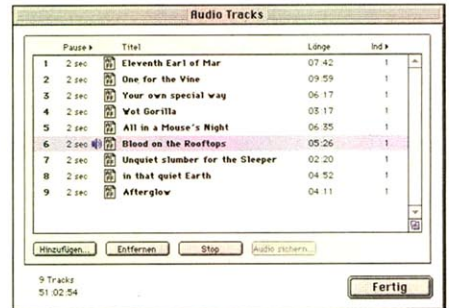 Audio Tracks
Pause Titel Länge Ind
1 2 sec Eleventh Earl of Mar 07:42 1
2 2 sec One for the Vine 09:59 1
3 2 sec Your own special way 06:17 1
4 2 sec Wot Gorilla 03:17 1
5 2 sec All in a Mouse's Night 06:35 1
6 2 sec Blood on the Rooftops 05:26 1
7 2 sec Unquiet slumber for the Sleeper 02:20 1
8 2 sec in that quiet Earth 04:52 1
9 2 sec Afterglow 04:11 1
Hinzufügen... Entfernen Stop Audio sichern...
9 Tracks
51:02:54
Fertig